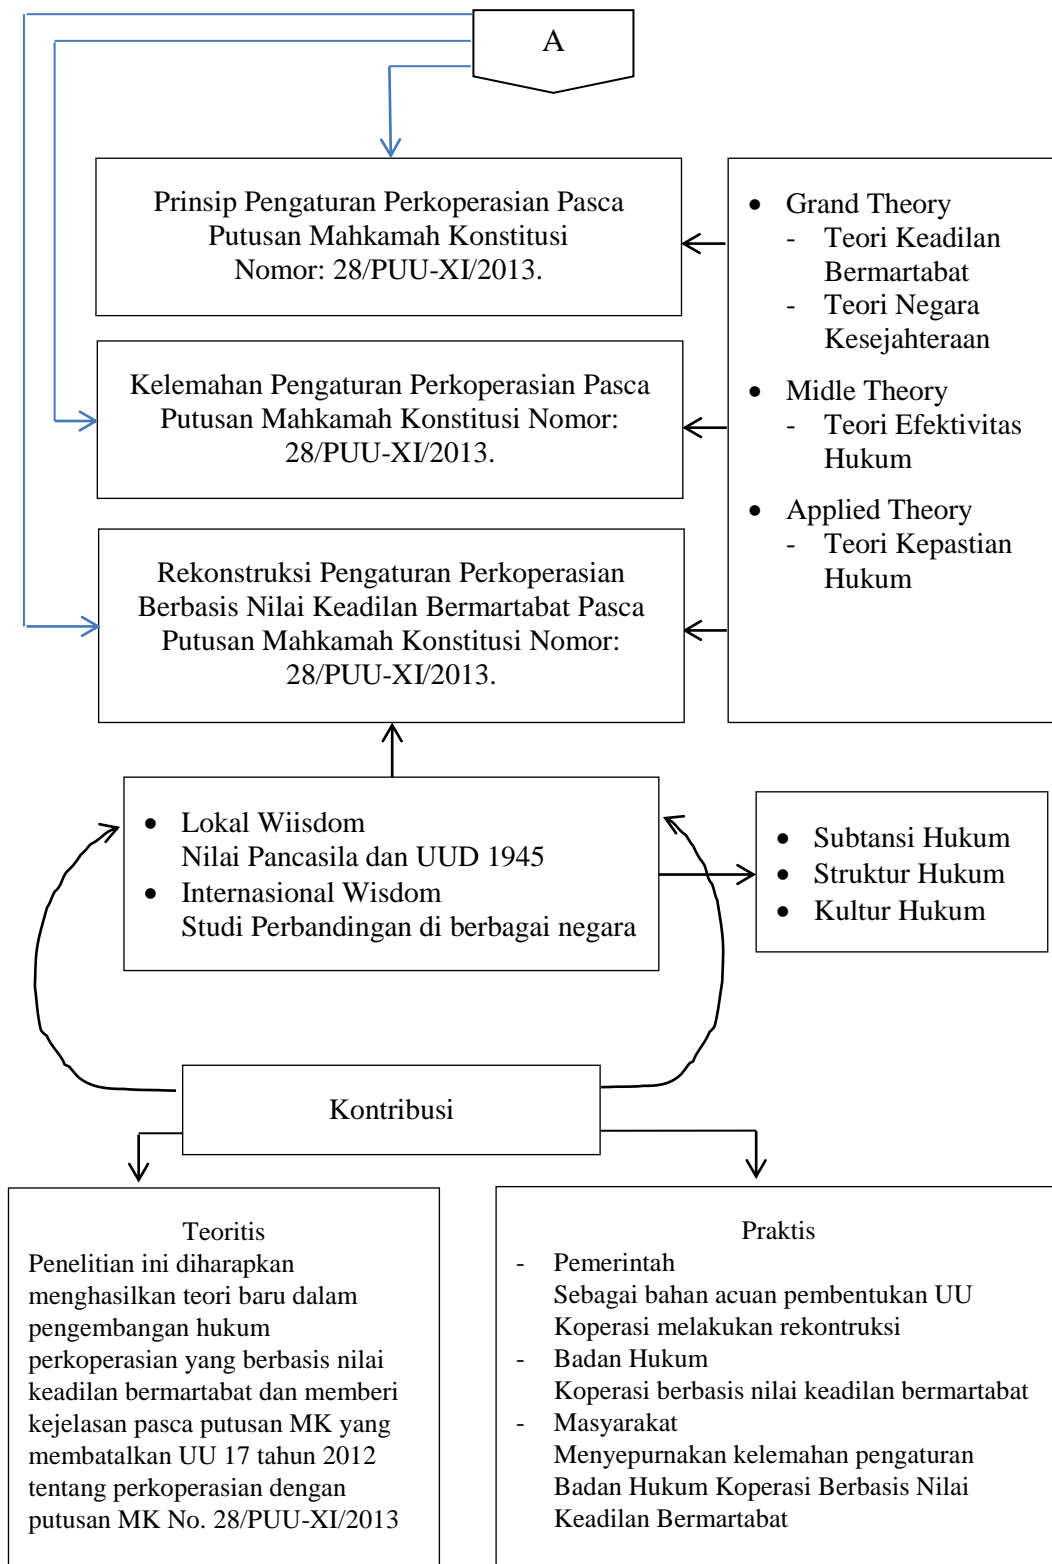 A
Prinsip Pengaturan Perkoperasian Pasca
Putusan Mahkamah Konstitusi
Nomor: 28/PUU-XI/2013.
Kelemahan Pengaturan Perkoperasian Pasca
Putusan Mahkamah Konstitusi Nomor:
28/PUU-XI/2013.
Rekonstruksi Pengaturan Perkoperasian
Berbasis Nilai Keadilan Bermartabat Pasca
Putusan Mahkamah Konstitusi Nomor:
28/PUU-XI/2013.
• Grand Theory
- Teori Keadilan
Bermartabat
- Teori Negara
Kesejahteraan
• Midle Theory
- Teori Efektivitas
Hukum
• Applied Theory
- Teori Kepastian
Hukum
• Lokal Wiisdom
Nilai Pancasila dan UUD 1945
• Internasional Wisdom
Studi Perbandingan di berbagai negara
• Subtansi Hukum
• Struktur Hukum
• Kultur Hukum
Kontribusi
Teoritis
Penelitian ini diharapkan
menghasilkan teori baru dalam
pengembangan hukum
perkoperasian yang berbasis nilai
keadilan bermartabat dan memberi
kejelasan pasca putusan MK yang
membatalkan UU 17 tahun 2012
tentang perkoperasian dengan
putusan MK No. 28/PUU-XI/2013
Praktis
- Pemerintah
Sebagai bahan acuan pembentukan UU
Koperasi melakukan rekontruksi
- Badan Hukum
Koperasi berbasis nilai keadilan bermartabat
- Masyarakat
Menyepurnakan kelemahan pengaturan
Badan Hukum Koperasi Berbasis Nilai
Keadilan Bermartabat